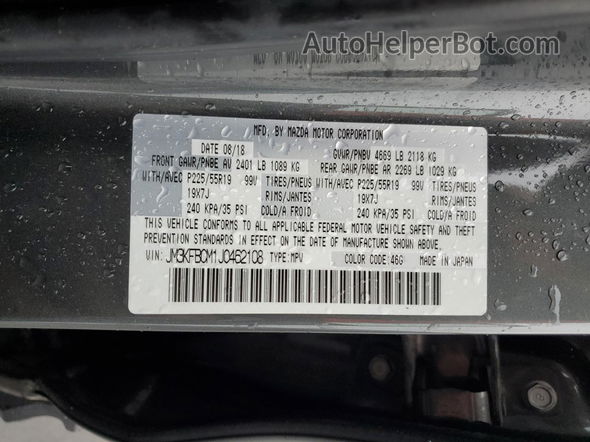 AutoHelperBot.com
MFD. BY MAZDA MOTOR CORPORATION
DATE 08/18 GVWR/PNBV 4669 LB 2118 KG
FRONT GAWR/PNBE AV 2401 LB 1089 KG REAR GAWR/PNBE AR 2269 LB 1029 KG
WITH/AVEC P225/55R19 99V TIRES/PNEUS WITH/AVEC P225/55R19 99V TIRES/PNEUS
19X7J RIMS/JANTES 19X7J RIMS/JANTES
240 KPA/35 PSI COLD/A FROID 240 KPA/35 PSI COLD/A FROID
THIS VEHICLE CONFORMS TO ALL APPLICABLE FEDERAL MOTOR VEHICLE SAFETY AND THEFT
PREVENTION STANDARDS IN EFFECT ON THE DATE OF MANUFACTURE SHOWN ABOVE.
VIN: JM3KFBCM1J0462108 TYPE:MPV COLOR CODE:46G MADE IN JAPAN